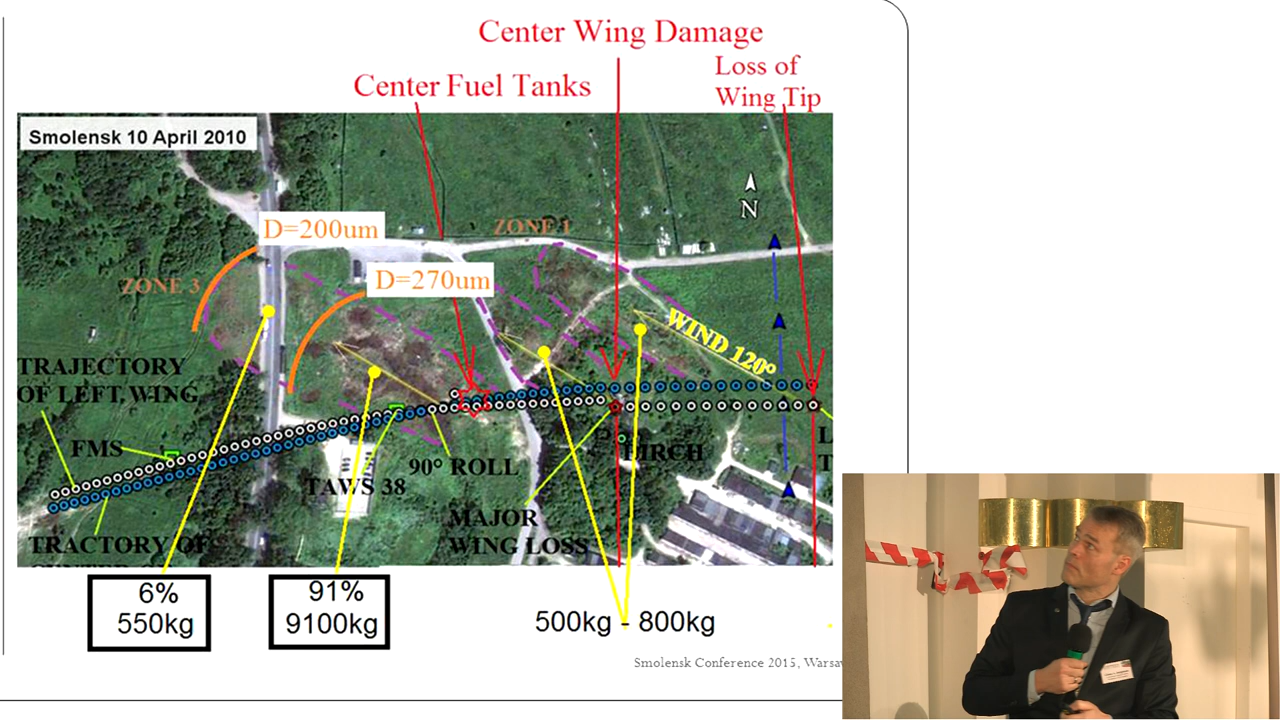 Center Wing Damage
Loss of
Wing Tip
Center Fuel Tanks
Smolensk 10 April 2010
N
D=200um
ZONE 1
D=270um
ZONE 3
WIND 120°
TRAJECTORY
OF LEFT WING
FMS
BIRCH
L
T
90° ROLL
TAWS 38
MAJOR
WING LOSS
TRACTORY OF
6%
550kg
91%
9100kg
500kg - 800kg
Smolensk Conference 2015, Warsaw